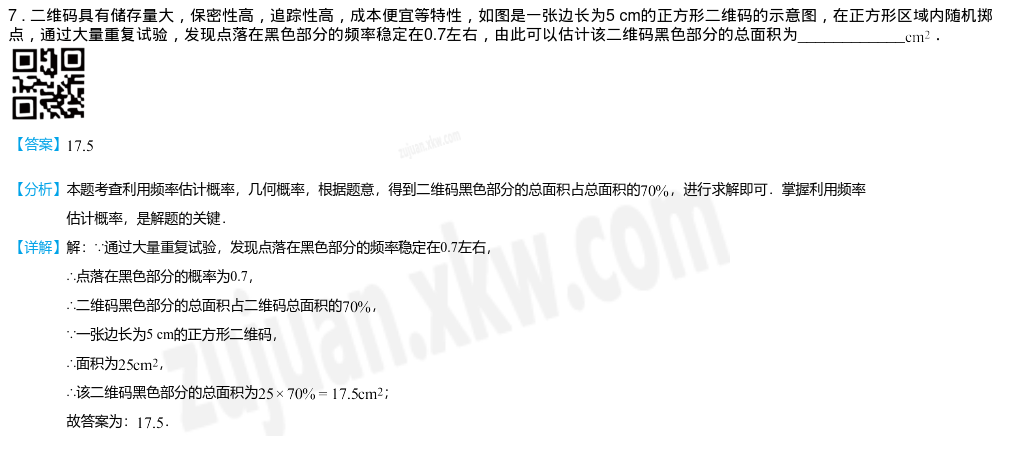 7．二维码具有储存量大，保密性高，追踪性高，成本便宜等特性，如图是一张边长为5 cm的正方形二维码的示意图，在正方形区域内随机掷
点，通过大量重复试验，发现点落在黑色部分的频率稳定在0.7左右，由此可以估计该二维码黑色部分的总面积为______________cm²．
【答案】17.5
zujuan.xkw.com
【分析】本题考查利用频率估计概率，几何概率，根据题意，得到二维码黑色部分的总面积占总面积的70%，进行求解即可．掌握利用频率
估计概率，是解题的关键．
【详解】解：∵通过大量重复试验，发现点落在黑色部分的频率稳定在0.7左右，
∴点落在黑色部分的概率为0.7，
∴二维码黑色部分的总面积占二维码总面积的70%，
∵一张边长为5 cm的正方形二维码，
∴面积为25cm²，
∴该二维码黑色部分的总面积为25 × 70% = 17.5cm²；
故答案为：17.5．
zujuan.xkw.com